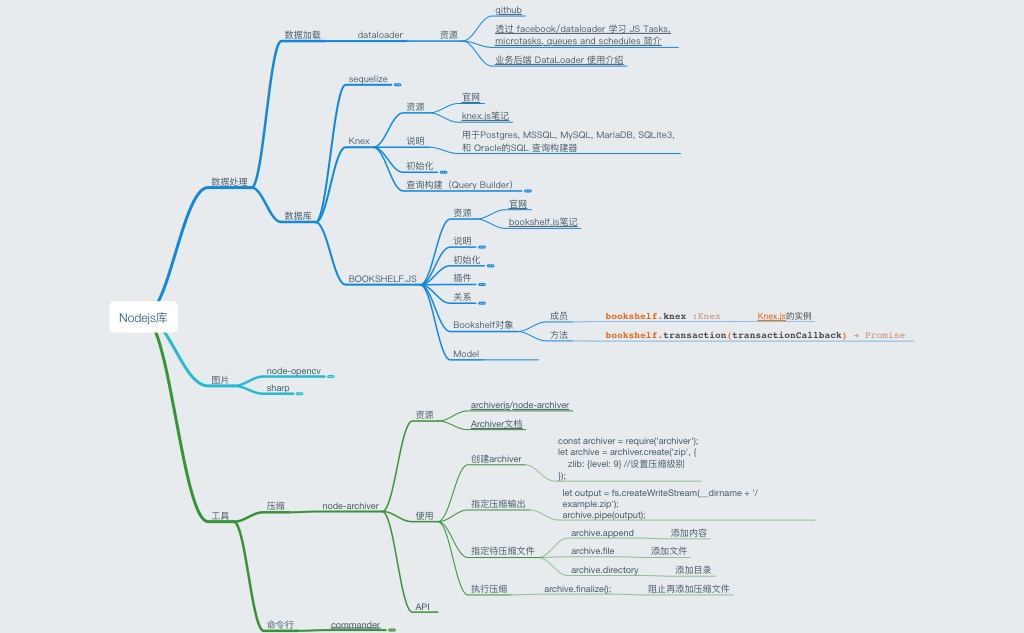 Nodejs库
数据处理
数据加载
dataloader
资源
github
透过 facebook/dataloader 学习 JS Tasks,
microtasks, queues and schedules 简介
业务后端 DataLoader 使用介绍
数据库
sequelize
Knex
资源
官网
knex.js笔记
说明
用于Postgres, MSSQL, MySQL, MariaDB, SQLite3,
和 Oracle的SQL 查询构建器
初始化
查询构建（Query Builder）
BOOKSHELF.JS
资源
官网
bookshelf.js笔记
说明
初始化
插件
关系
Bookshelf对象
成员
bookshelf.knex :Knex
Knex.js的实例
方法
bookshelf.transaction(transactionCallback) → Promise
Model
图片
node-opencv
sharp
工具
压缩
node-archiver
资源
archiverjs/node-archiver
Archiver文档
使用
创建archiver
const archiver = require('archiver');
let archive = archiver.create('zip', {
zlib: {level: 9} //设置压缩级别
});
指定压缩输出
let output = fs.createWriteStream(__dirname + '/
example.zip');
archive.pipe(output);
指定待压缩文件
archive.append
添加内容
archive.file
添加文件
archive.directory
添加目录
执行压缩
archive.finalize();
阻止再添加压缩文件
API
命令行
commander